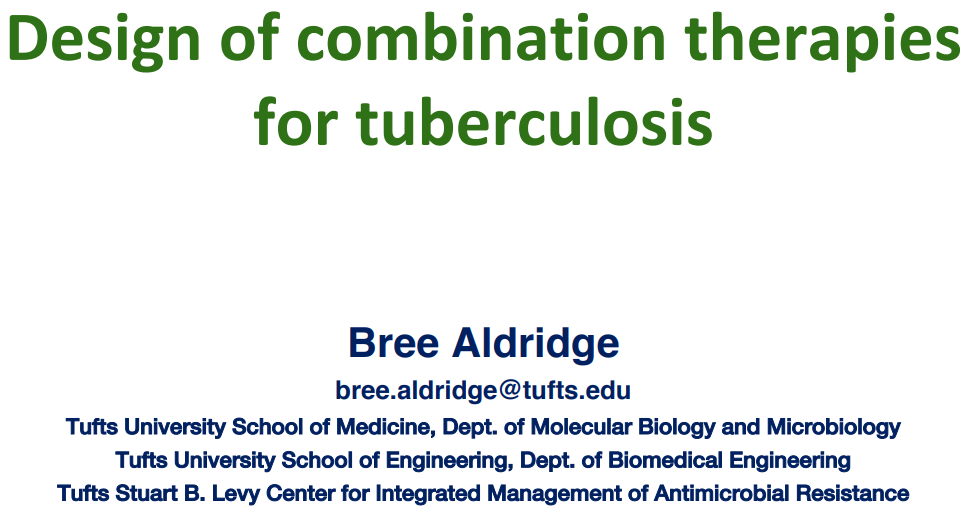 Design of combination therapies
for tuberculosis
Bree Aldridge
bree.aldridge@tufts.edu
Tufts University School of Medicine, Dept. of Molecular Biology and Microbiology
Tufts University School of Engineering, Dept. of Biomedical Engineering
Tufts Stuart B. Levy Center for Integrated Management of Antimicrobial Resistance